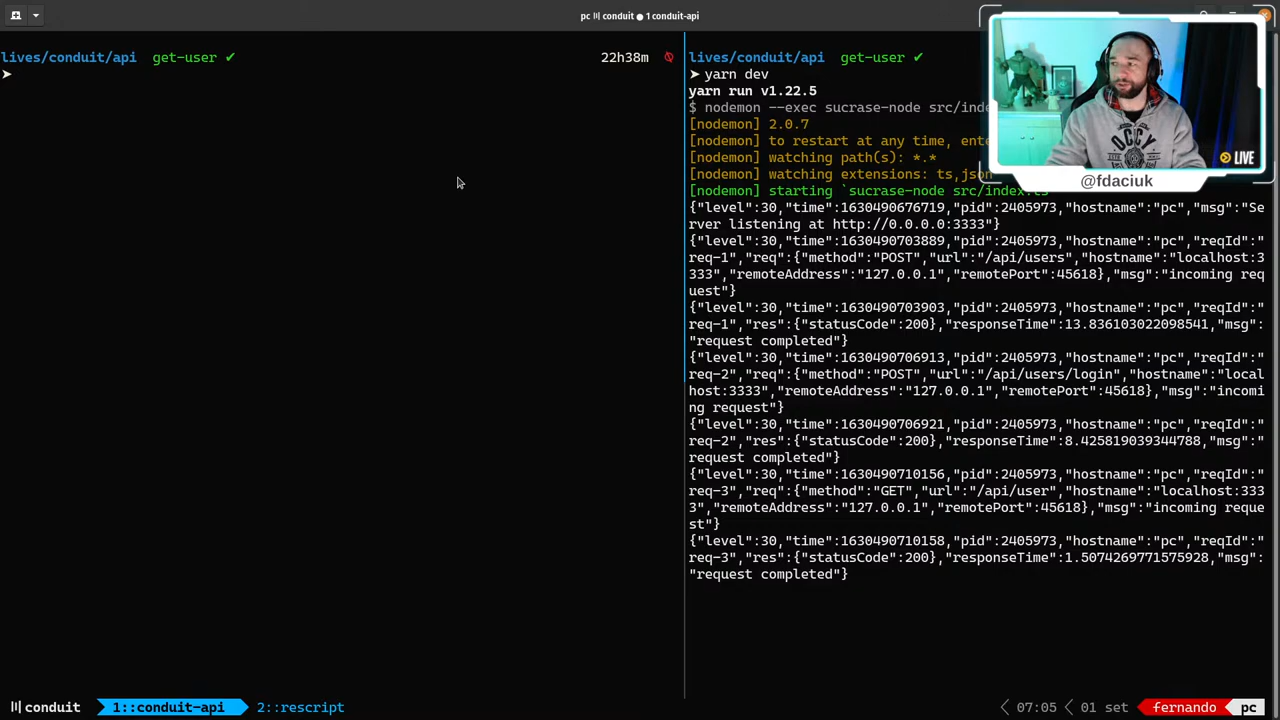 pc conduit ● 1 conduit-api
lives/conduit/api get-user ✔ 22h38m
➤
lives/conduit/api get-user ✔
➤ yarn dev
yarn run v1.22.5
$ nodemon --exec sucrase-node src/ind
[nodemon] 2.0.7
[nodemon] to restart at any time, ente
[nodemon] watching path(s): *.*
[nodemon] watching extensions: ts,json
[nodemon] starting `sucrase-node src/index.ts`
{"level":30,"time":1630490676719,"pid":2405973,"hostname":"pc","msg":"Se
rver listening at http://0.0.0.0:3333"}
{"level":30,"time":1630490703889,"pid":2405973,"hostname":"pc","reqId":"
req-1","req":{"method":"POST","url":"/api/users","hostname":"localhost:3
333","remoteAddress":"127.0.0.1","remotePort":45618},"msg":"incoming req
uest"}
{"level":30,"time":1630490703903,"pid":2405973,"hostname":"pc","reqId":"
req-1","res":{"statusCode":200},"responseTime":13.836103022098541,"msg":
"request completed"}
{"level":30,"time":1630490706913,"pid":2405973,"hostname":"pc","reqId":"
req-2","req":{"method":"POST","url":"/api/users/login","hostname":"local
host:3333","remoteAddress":"127.0.0.1","remotePort":45618},"msg":"incomi
ng request"}
{"level":30,"time":1630490706921,"pid":2405973,"hostname":"pc","reqId":"
req-2","res":{"statusCode":200},"responseTime":8.425819039344788,"msg":"
request completed"}
{"level":30,"time":1630490710156,"pid":2405973,"hostname":"pc","reqId":"
req-3","req":{"method":"GET","url":"/api/user","hostname":"localhost:333
3","remoteAddress":"127.0.0.1","remotePort":45618},"msg":"incoming reque
st"}
{"level":30,"time":1630490710158,"pid":2405973,"hostname":"pc","reqId":"
req-3","res":{"statusCode":200},"responseTime":1.5074269771575928,"msg":
"request completed"}
OCCY
LIVE
@fdaciuk
conduit 1::conduit-api 2::rescript 07:05 01 set fernando pc